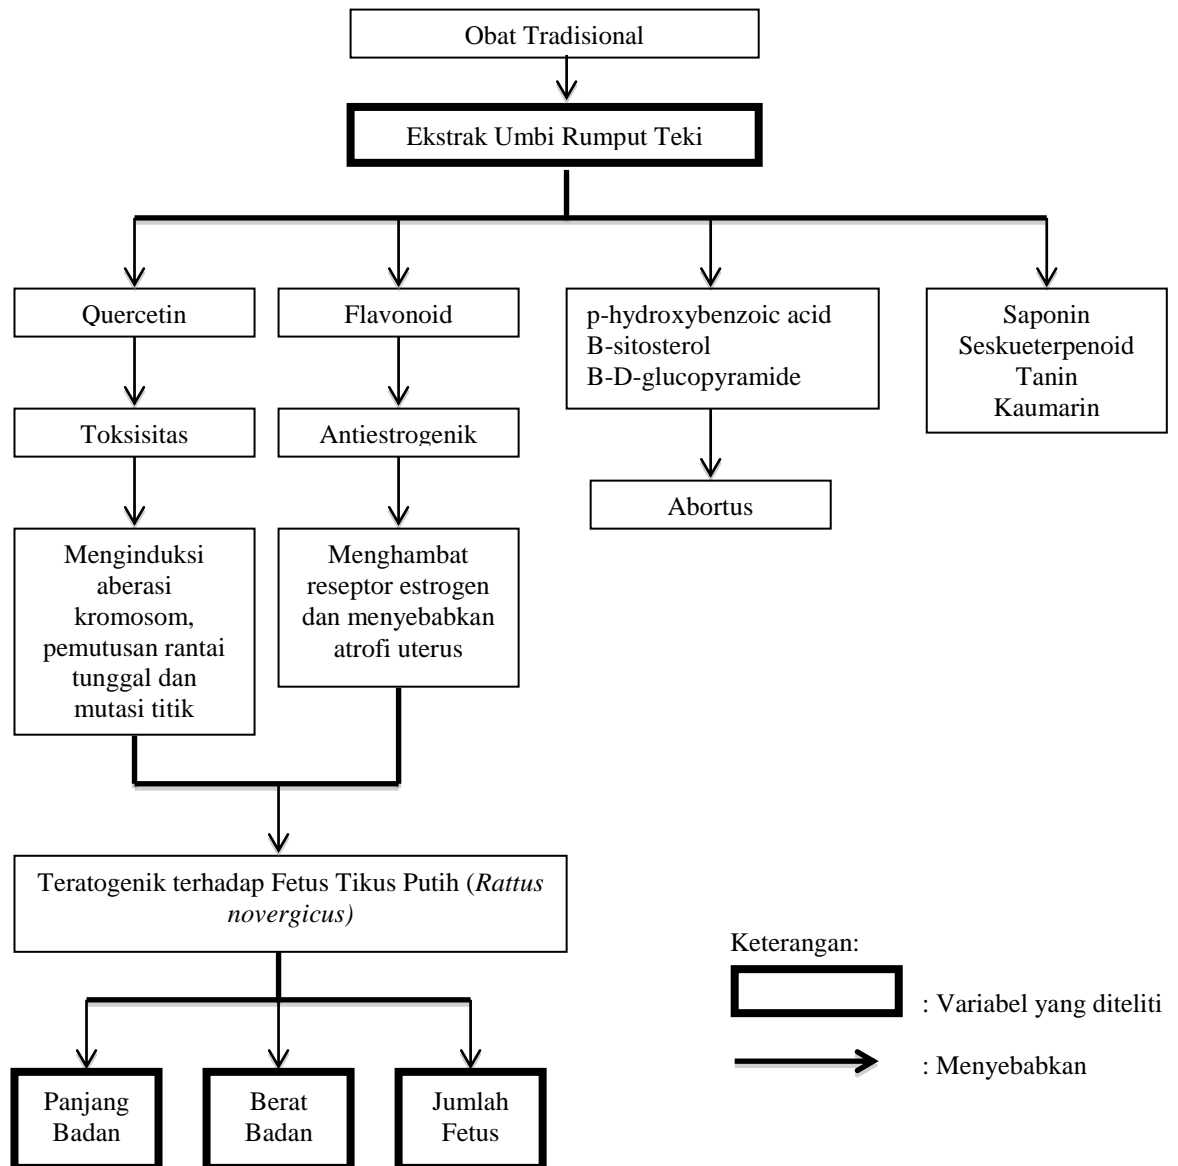 Obat Tradisional
Ekstrak Umbi Rumput Teki
Quercetin
Flavonoid
p-hydroxybenzoic acid
B-sitosterol
B-D-glucopyramide
Saponin
Seskueterpenoid
Tanin
Kaumarin
Toksisitas
Antiestrogenik
Abortus
Menginduksi
aberasi
kromosom,
pemutusan rantai
tunggal dan
mutasi titik
Menghambat
reseptor estrogen
dan menyebabkan
atrofi uterus
Teratogenik terhadap Fetus Tikus Putih (Rattus
novergicus)
Keterangan:
: Variabel yang diteliti
: Menyebabkan
Panjang
Badan
Berat
Badan
Jumlah
Fetus